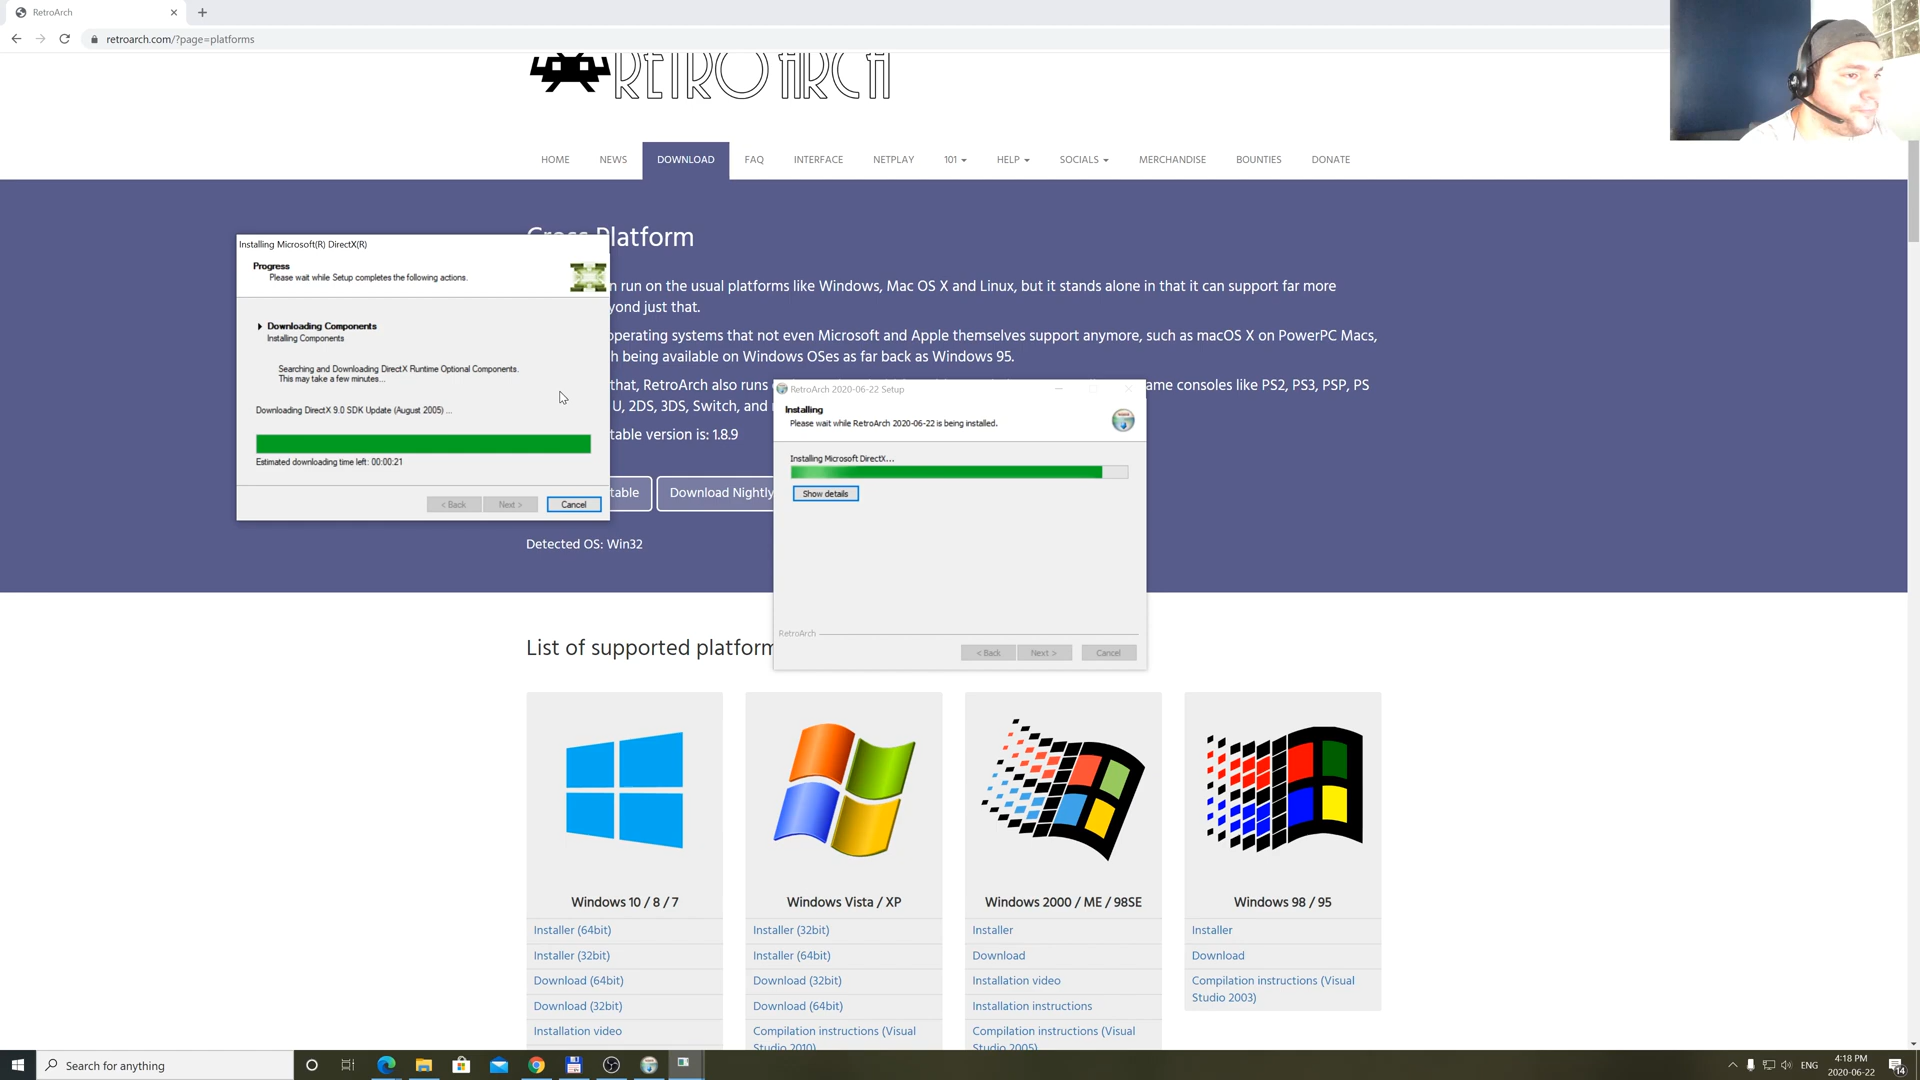 RetroArch
retroarch.com/?page=platforms
RETROARCH
HOME
NEWS
DOWNLOAD
FAQ
INTERFACE
NETPLAY
101
HELP
SOCIALS
MERCHANDISE
BOUNTIES
DONATE
Platform
n run on the usual platforms like Windows, Mac OS X and Linux, but it stands alone in that it can support far more
yond just that.
operating systems that not even Microsoft and Apple themselves support anymore, such as macOS X on PowerPC Macs,
h being available on Windows OSes as far back as Windows 95.
that, RetroArch also runs
ame consoles like PS2, PS3, PSP, PS
U, 2DS, 3DS, Switch, and
table version is: 1.8.9
table
Download Nightly
Detected OS: Win32
Installing Microsoft(R) DirectX(R)
Progress
Please wait while Setup completes the following actions.
Downloading Components
Installing Components
Searching and Downloading DirectX Runtime Optional Components.
This may take a few minutes...
Downloading DirectX 9.0 SDK Update (August 2005) ...
Estimated downloading time left: 00:00:21
< Back
Next >
Cancel
RetroArch 2020-06-22 Setup
Installing
Please wait while RetroArch 2020-06-22 is being installed.
Installing Microsoft DirectX...
Show details
RetroArch
< Back
Next >
Cancel
List of supported platform
Windows 10 / 8 / 7
Installer (64bit)
Installer (32bit)
Download (64bit)
Download (32bit)
Installation video
Windows Vista / XP
Installer (32bit)
Installer (64bit)
Download (32bit)
Download (64bit)
Compilation instructions (Visual
Studio 2010)
Windows 2000 / ME / 98SE
Installer
Download
Installation video
Installation instructions
Compilation instructions (Visual
Studio 2005)
Windows 98 / 95
Installer
Download
Compilation instructions (Visual
Studio 2003)
Search for anything
ENG
4:18 PM
2020-06-22
14